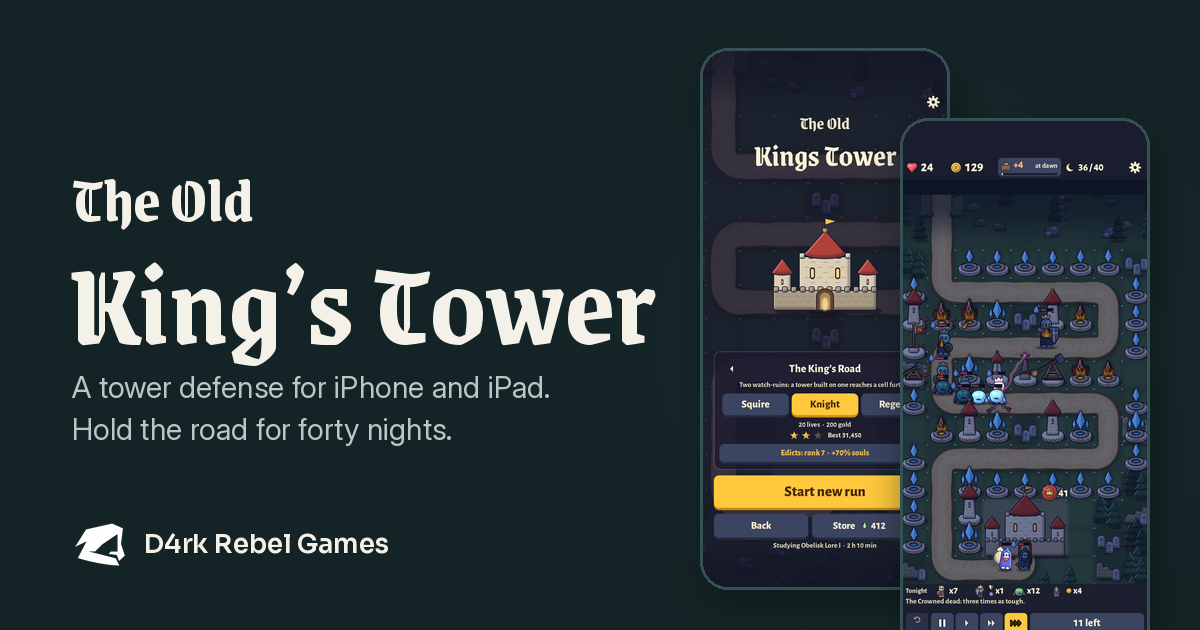 The Old
King's Tower
A tower defense for iPhone and iPad.
Hold the road for forty nights.
D4rk Rebel Games
The Old
Kings Tower
The King's Road
Two watch-ruins: a tower built on one reaches a cell
Squire Knight
20 lives · 200 gold
Best 31,450
Edicts: rank 7 · +70% souls
Start new run
Back Store 412
Studying Obelisk Lore I · 2 h 10 min
24 129 +4 at dawn 36/40
41
Tonight x7 x1 x12 x4
The Crowned dead: three times as tough.
11 left